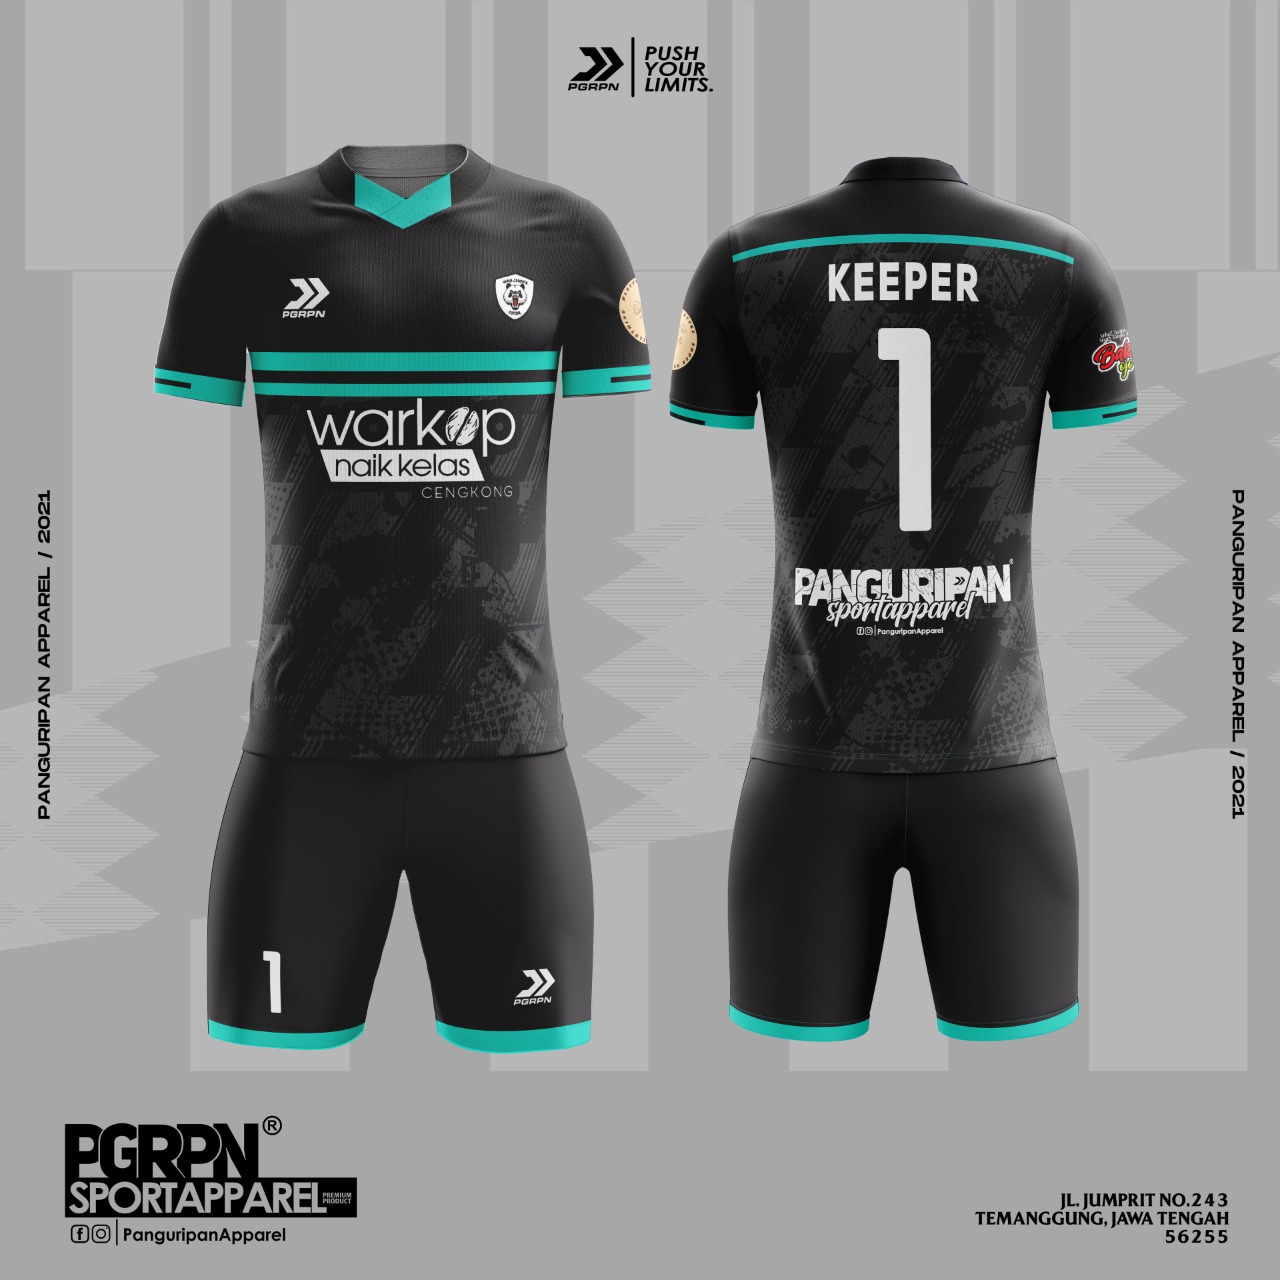 PGRPN
PUSH
YOUR
LIMITS.
PGRPN
warkop
naik kelas
CENGKONG
1
PGRPN
KEEPER
1
PANGURIPAN®
sportapparel
PanguripanApparel
PANGURIPAN APPAREL / 2021
PANGURIPAN APPAREL / 2021
PGRPN®
SPORTAPPAREL
PREMIUM
PRODUCT
PanguripanApparel
JL. JUMPRIT NO.243
TEMANGGUNG, JAWA TENGAH
56255